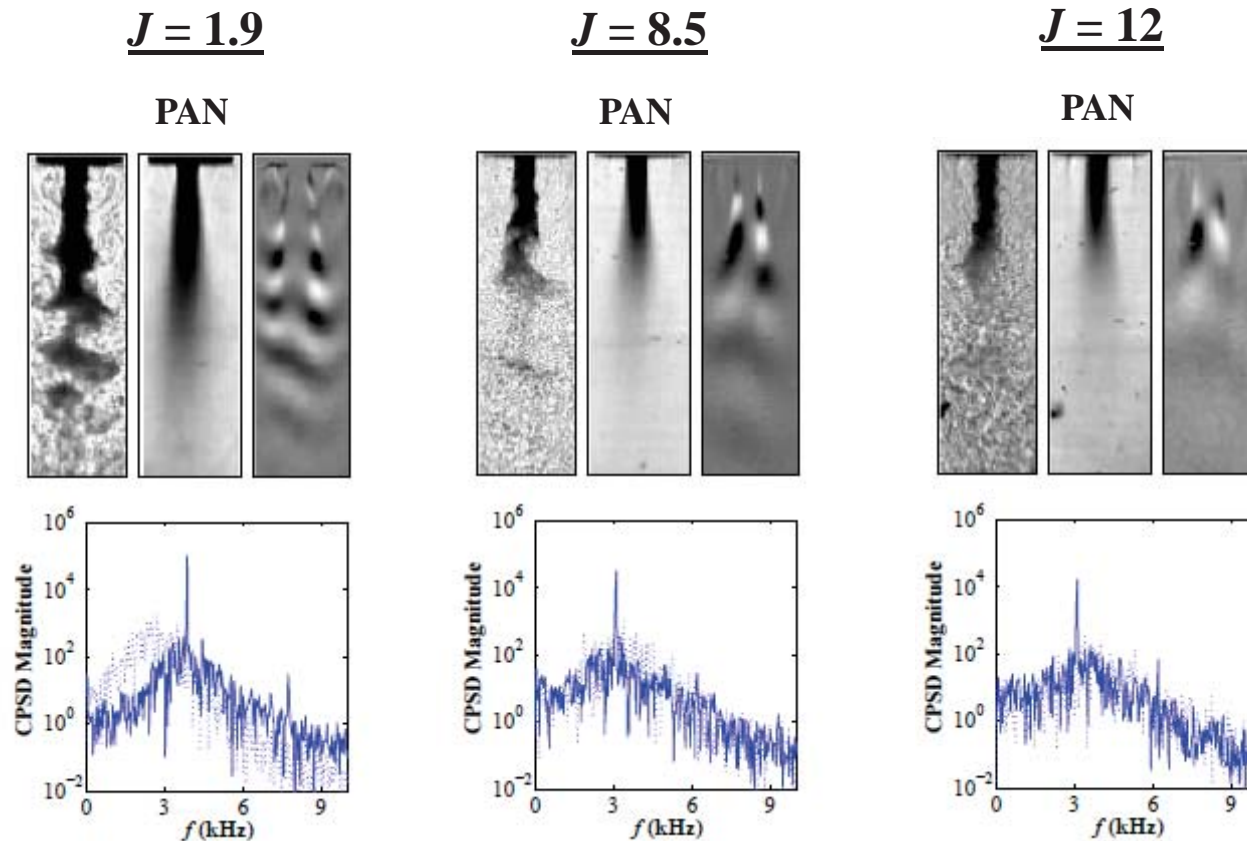 J = 1.9
J = 8.5
J = 12
PAN
PAN
PAN
CPSD Magnitude
10^6
10^4
10^2
10^0
10^−2
0
3
6
9
f (kHz)
CPSD Magnitude
10^6
10^4
10^2
10^0
10^−2
0
3
6
9
f (kHz)
CPSD Magnitude
10^6
10^4
10^2
10^0
10^−2
0
3
6
9
f (kHz)